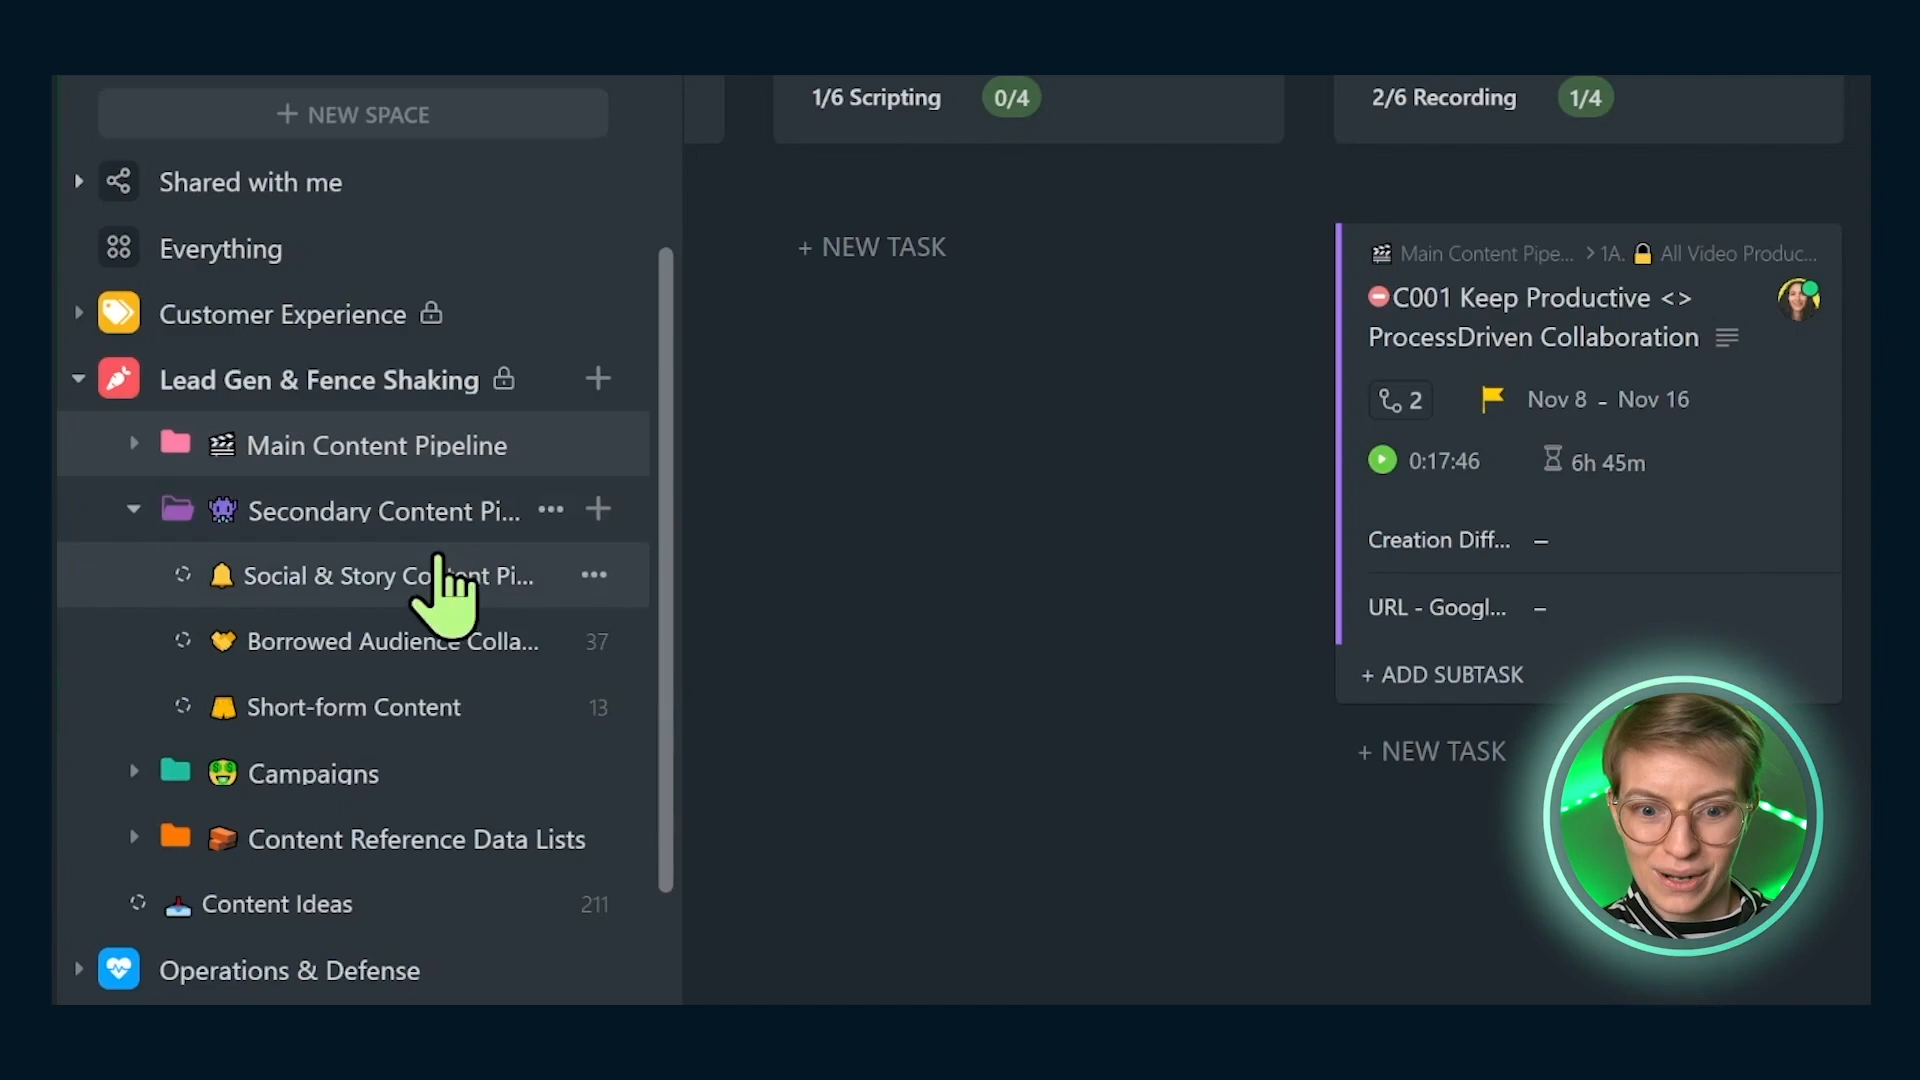 + NEW SPACE
Shared with me
Everything
Customer Experience
Lead Gen & Fence Shaking
Main Content Pipeline
Secondary Content Pi...
Social & Story Content Pi...
Borrowed Audience Colla... 37
Short-form Content 13
Campaigns
Content Reference Data Lists
Content Ideas 211
Operations & Defense
1/6 Scripting 0/4
+ NEW TASK
2/6 Recording 1/4
Main Content Pipe... > 1A. All Video Produc...
C001 Keep Productive <>
ProcessDriven Collaboration
2 Nov 8 - Nov 16
0:17:46 6h 45m
Creation Diff... –
URL - Googl... –
+ ADD SUBTASK
+ NEW TASK